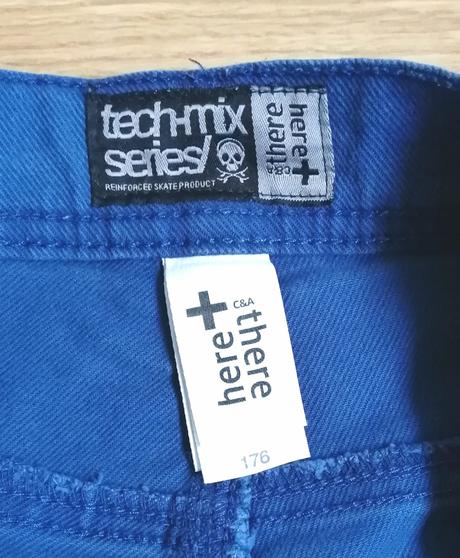 tech-mix
series/
REINFORCED SKATE PRODUCT
here+
there
C&A
here+
there
C&A
176